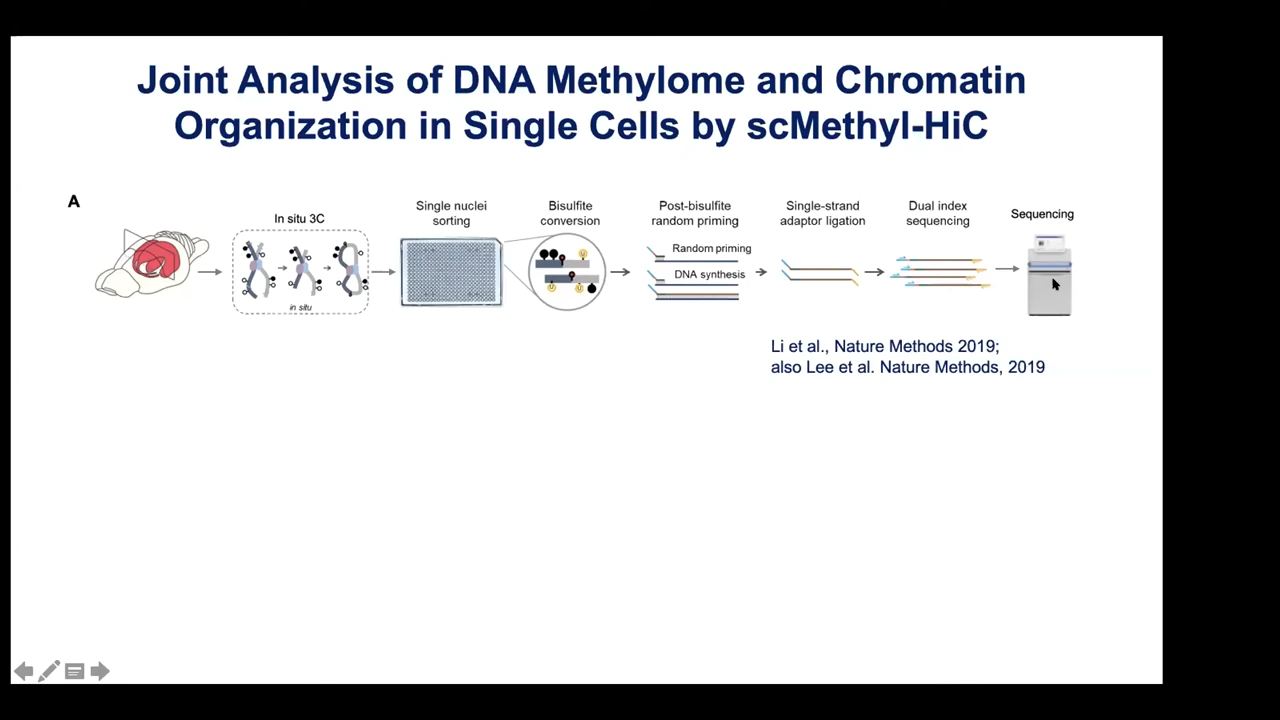 Joint Analysis of DNA Methylome and Chromatin
Organization in Single Cells by scMethyl-HiC
A
In situ 3C
in situ
Single nuclei
sorting
Bisulfite
conversion
U
U
U
Post-bisulfite
random priming
Random priming
DNA synthesis
Single-strand
adaptor ligation
Dual index
sequencing
Sequencing
Li et al., Nature Methods 2019;
also Lee et al. Nature Methods, 2019